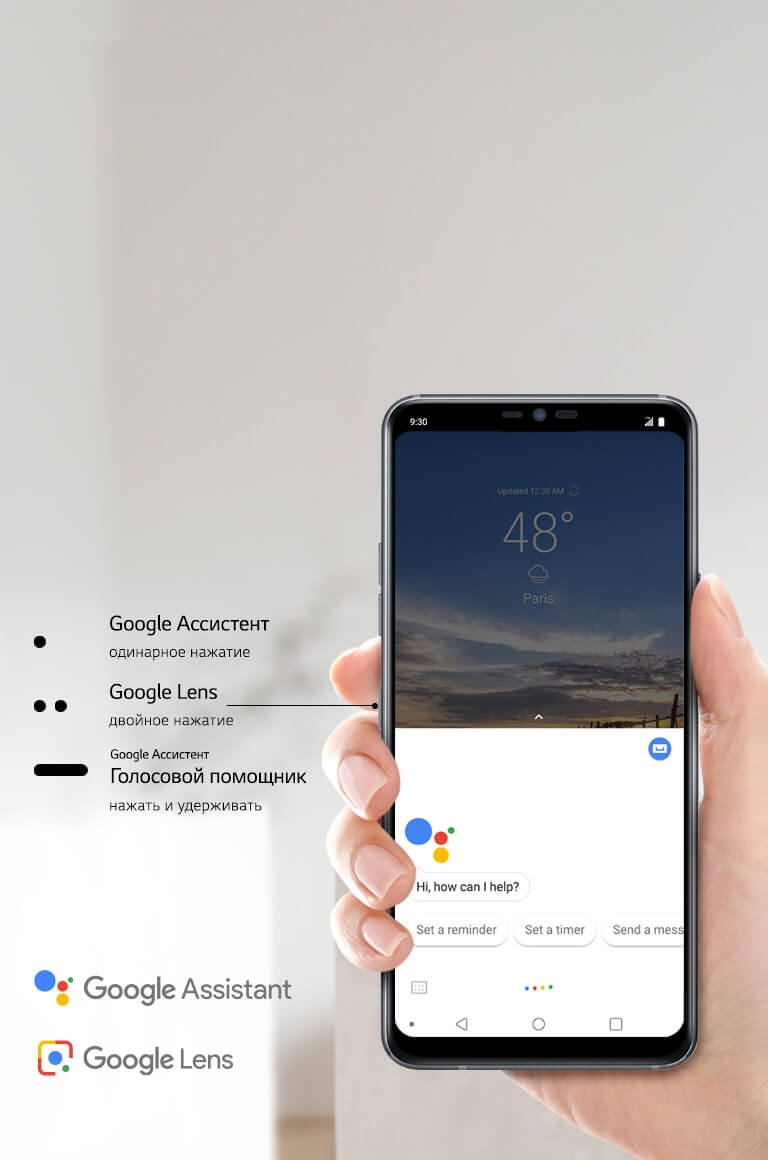 9:30
Updated 12:30 AM
48°
Paris
Google Ассистент
одинарное нажатие
Google Lens
двойное нажатие
Google Ассистент
Голосовой помощник
нажать и удерживать
Hi, how can I help?
Set a reminder
Set a timer
Send a mess
Google Assistant
Google Lens